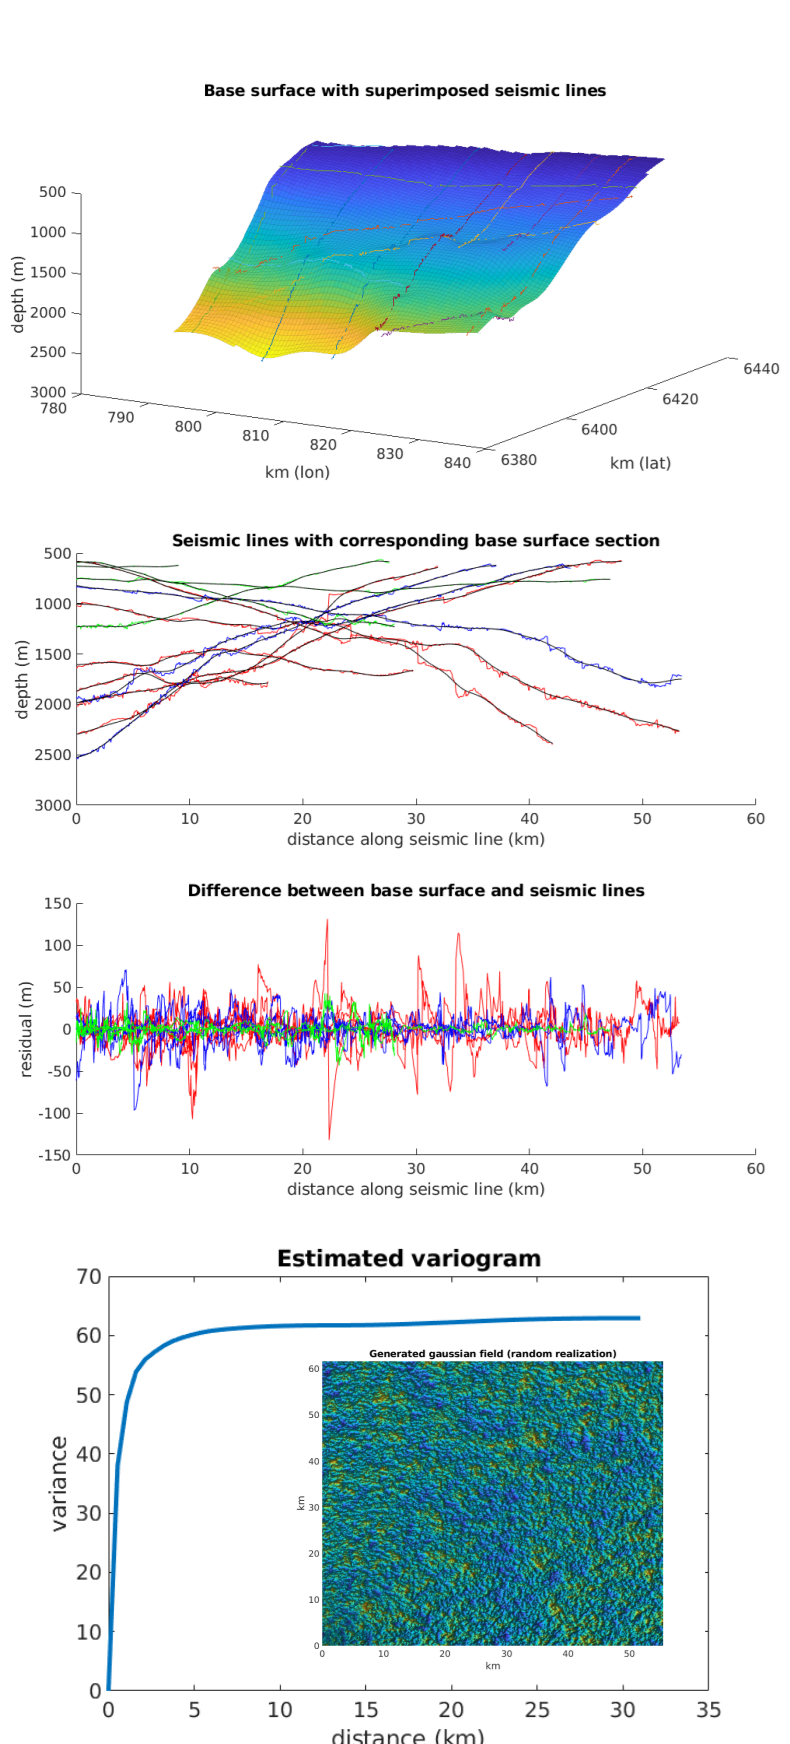 Base surface with superimposed seismic lines
500
1000
1500
2000
2500
3000
depth (m)
780
790
800
810
820
830
840
km (lon)
6380
6400
6420
6440
km (lat)
Seismic lines with corresponding base surface section
500
1000
1500
2000
2500
3000
depth (m)
0 10 20 30 40 50 60
distance along seismic line (km)
Difference between base surface and seismic lines
150
100
50
0
-50
-100
-150
residual (m)
0 10 20 30 40 50 60
distance along seismic line (km)
Estimated variogram
70
60
50
40
30
20
10
0
variance
Generated gaussian field (random realization)
60
50
40
30
20
10
0
km
0 10 20 30 40 50
km
0 5 10 15 20 25 30 35
distance (km)